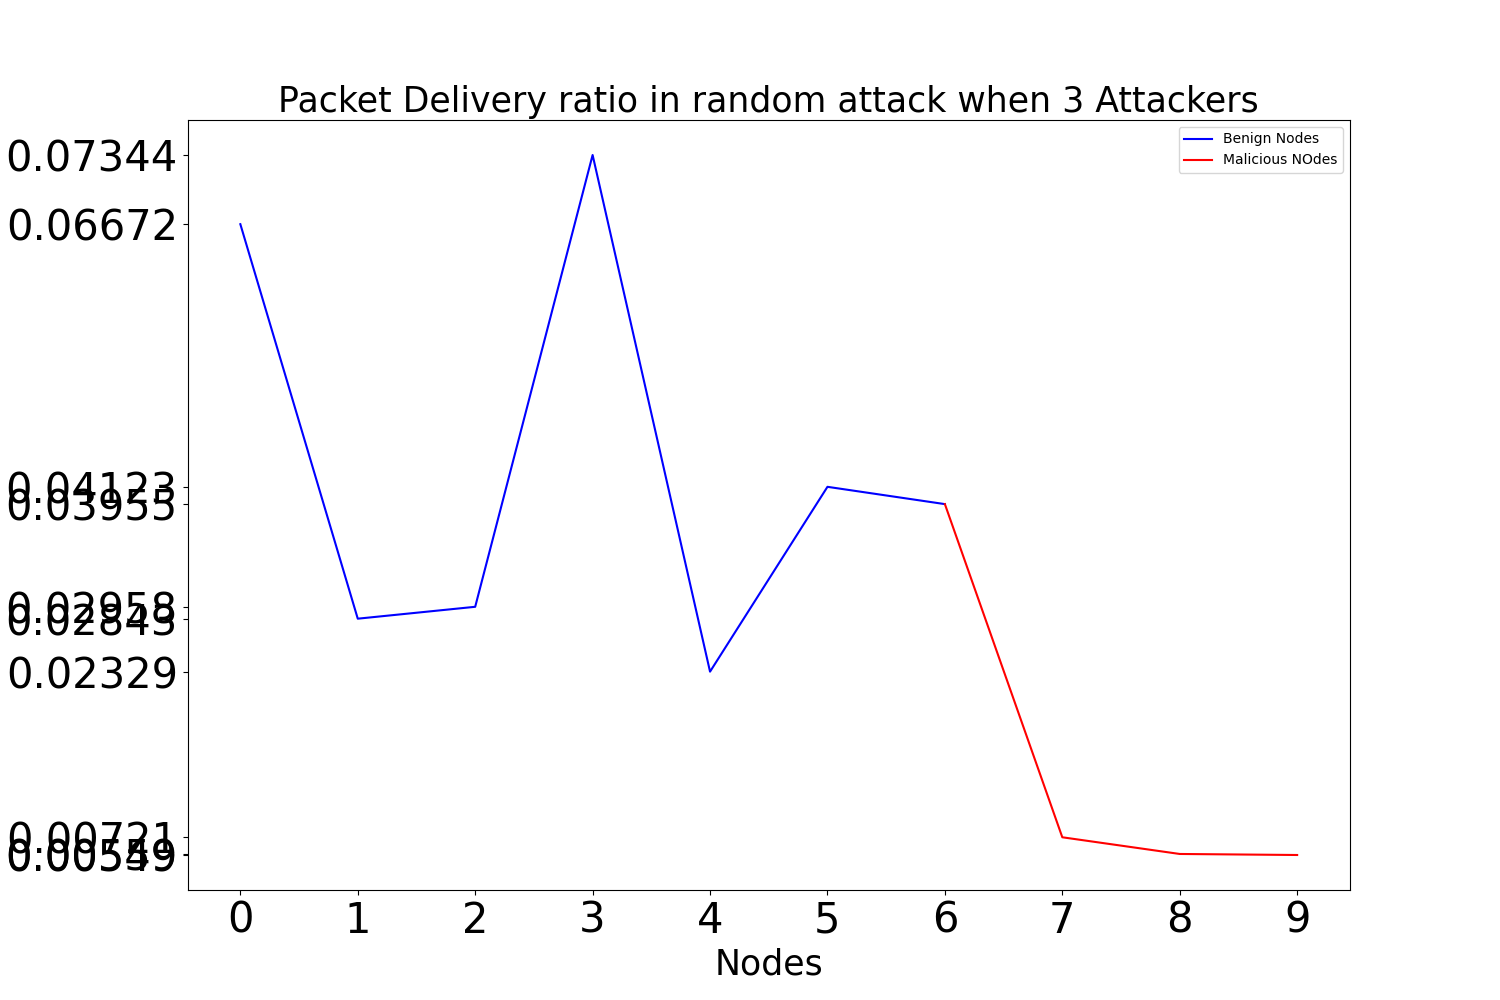 Packet Delivery ratio in random attack when 3 Attackers
Benign Nodes
Malicious NOdes
0.07344
0.06672
0.04123
0.03955
0.02958
0.02843
0.02329
0.00721
0.00549
0 1 2 3 4 5 6 7 8 9
Nodes